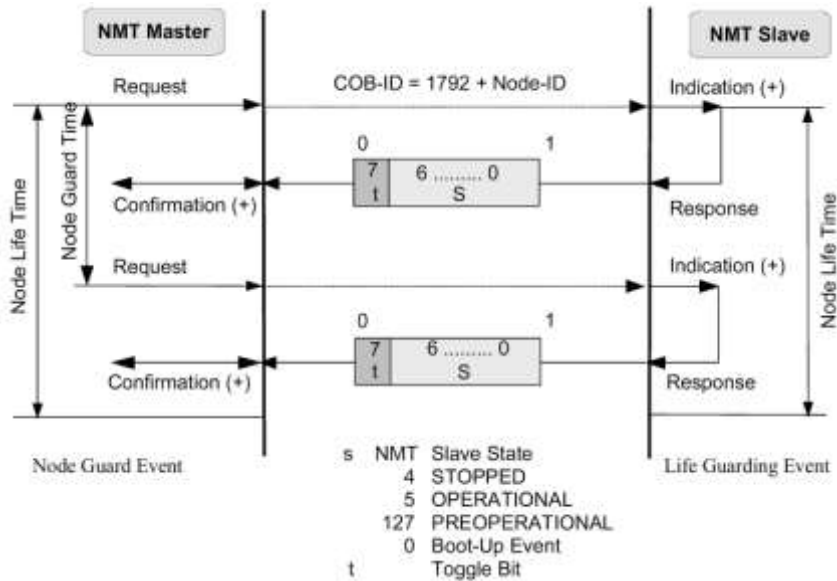 NMT Master
NMT Slave
Request
COB-ID = 1792 + Node-ID
Indication (+)
Node Life Time
Node Guard Time
Node Life Time
0 1
7 6 ......... 0
t S
Confirmation (+)
Response
Request
Indication (+)
0 1
7 6 ......... 0
t S
Confirmation (+)
Response
Node Guard Event
Life Guarding Event
s NMT Slave State
4 STOPPED
5 OPERATIONAL
127 PREOPERATIONAL
0 Boot-Up Event
t Toggle Bit